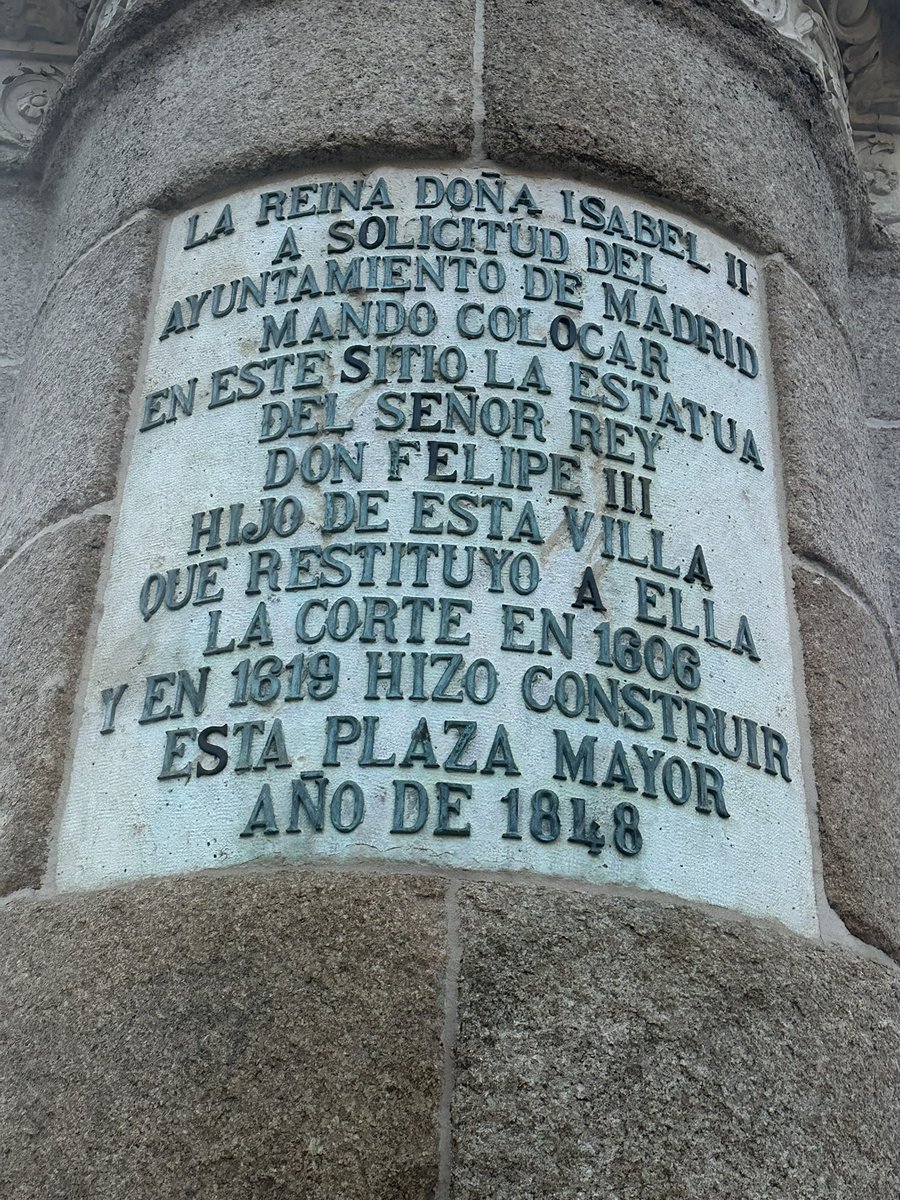 LA REINA DOÑA ISABEL II
A SOLICITUD DEL
AYUNTAMIENTO DE MADRID
MANDO COLOCAR
EN ESTE SITIO LA ESTATUA
DEL SEÑOR REY
DON FELIPE III
HIJO DE ESTA VILLA
QUE RESTITUYO A ELLA
LA CORTE EN 1606
Y EN 1619 HIZO CONSTRUIR
ESTA PLAZA MAYOR
AÑO DE 1848